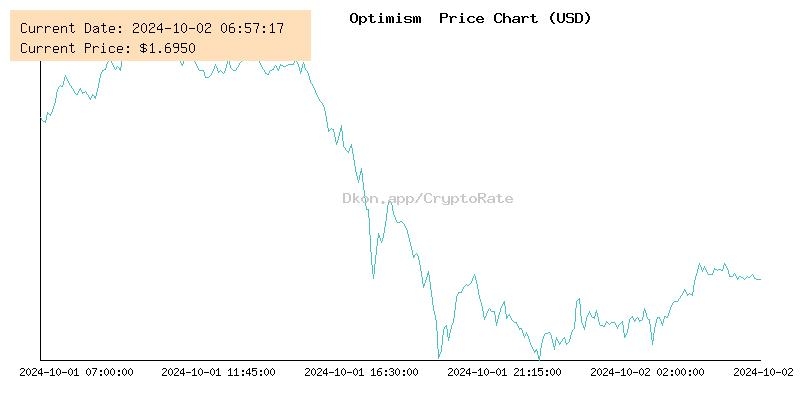 Optimism Price Chart (USD)
Current Date: 2024-10-02 06:57:17
Current Price: $1.6950
Dkon.app/CryptoRate
2024-10-01 07:00:00 2024-10-01 11:45:00 2024-10-01 16:30:00 2024-10-01 21:15:00 2024-10-02 02:00:00 2024-10-02